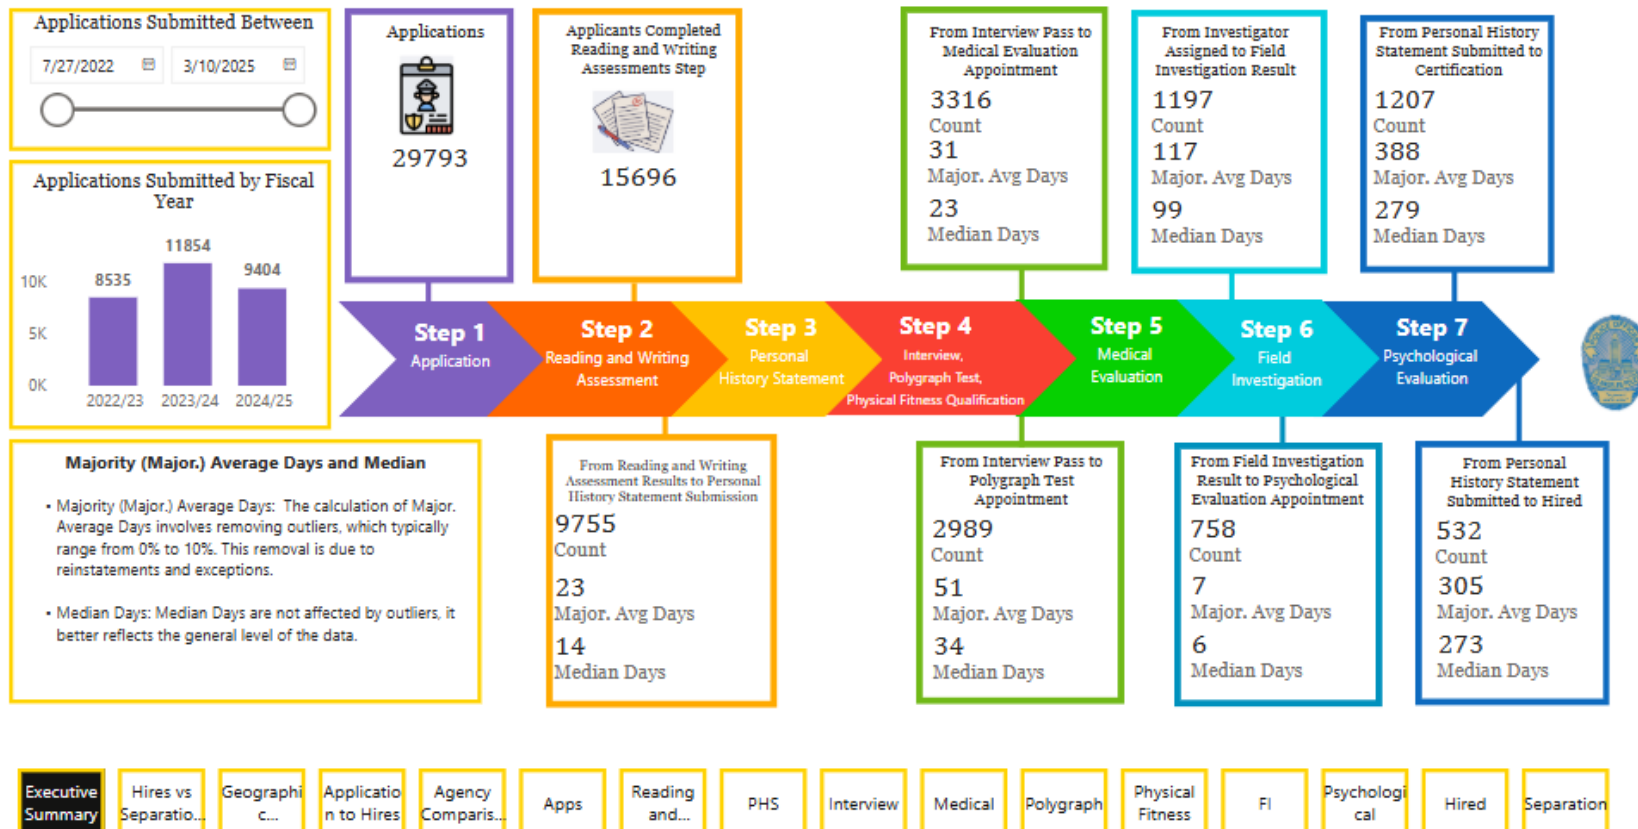 Applications Submitted Between
7/27/2022
3/10/2025
Applications Submitted by Fiscal
Year
11854
8535
9404
10K
5K
0K
2022/23 2023/24 2024/25
Applications
29793
Applicants Completed
Reading and Writing
Assessments Step
15696
From Interview Pass to
Medical Evaluation
Appointment
3316
Count
31
Major. Avg Days
23
Median Days
From Investigator
Assigned to Field
Investigation Result
1197
Count
117
Major. Avg Days
99
Median Days
From Personal History
Statement Submitted to
Certification
1207
Count
388
Major. Avg Days
279
Median Days
Step 1
Application
Step 2
Reading and Writing
Assessment
Step 3
Personal
History Statement
Step 4
Interview,
Polygraph Test,
Physical Fitness Qualification
Step 5
Medical
Evaluation
Step 6
Field
Investigation
Step 7
Psychological
Evaluation
Majority (Major.) Average Days and Median
• Majority (Major.) Average Days: The calculation of Major.
Average Days involves removing outliers, which typically
range from 0% to 10%. This removal is due to
reinstatements and exceptions.
• Median Days: Median Days are not affected by outliers, it
better reflects the general level of the data.
From Reading and Writing
Assessment Results to Personal
History Statement Submission
9755
Count
23
Major. Avg Days
14
Median Days
From Interview Pass to
Polygraph Test
Appointment
2989
Count
51
Major. Avg Days
34
Median Days
From Field Investigation
Result to Psychological
Evaluation Appointment
758
Count
7
Major. Avg Days
6
Median Days
From Personal
History Statement
Submitted to Hired
532
Count
305
Major. Avg Days
273
Median Days
Executive
Summary
Hires vs
Separatio...
Geographi
c...
Applicatio
n to Hires
Agency
Comparis...
Apps
Reading
and...
PHS
Interview
Medical
Polygraph
Physical
Fitness
FI
Psychologi
cal
Hired
Separation